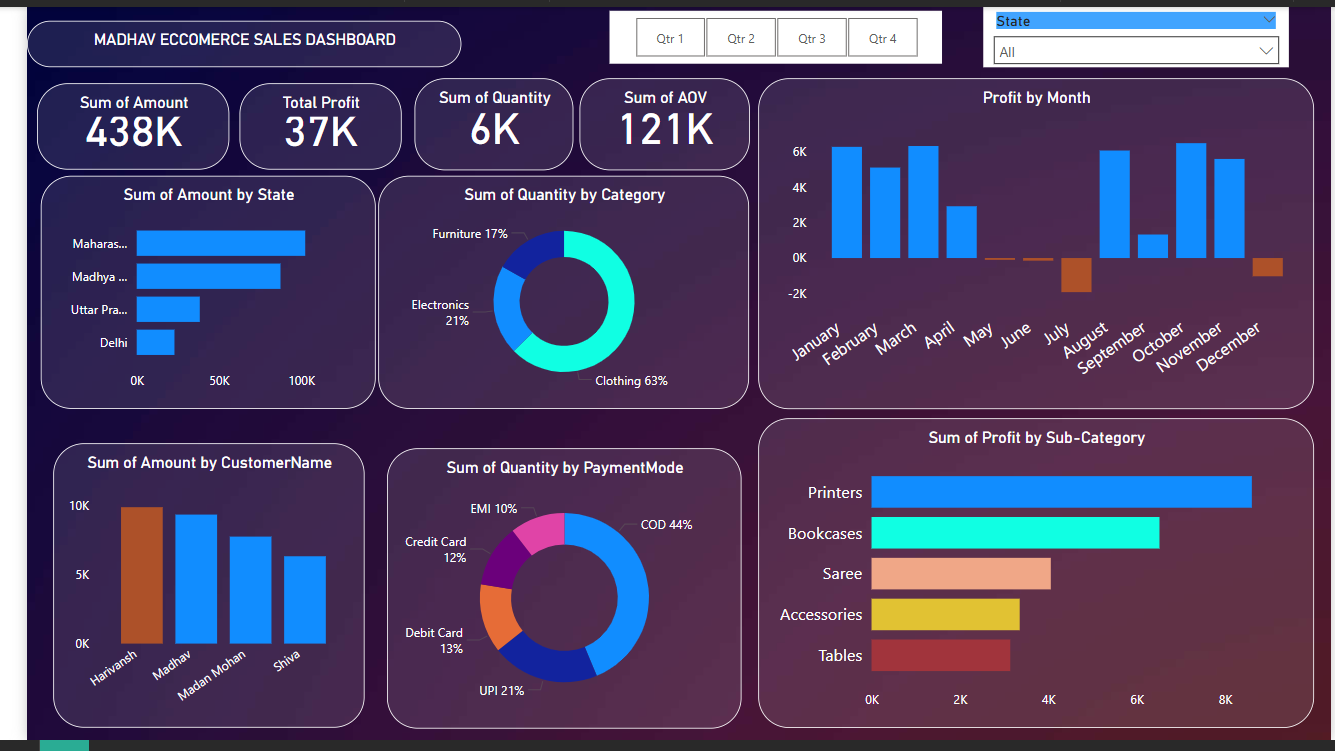 MADHAV ECCOMERCE SALES DASHBOARD
Qtr 1
Qtr 2
Qtr 3
Qtr 4
State
All
Sum of Amount
438K
Total Profit
37K
Sum of Quantity
6K
Sum of AOV
121K
Profit by Month
6K
4K
2K
0K
-2K
January
February
March
April
May
June
July
August
September
October
November
December
Sum of Amount by State
Maharas...
Madhya ...
Uttar Pra...
Delhi
0K
50K
100K
Sum of Quantity by Category
Furniture 17%
Electronics
21%
Clothing 63%
Sum of Amount by CustomerName
10K
5K
0K
Harivansh
Madhav
Madan Mohan
Shiva
Sum of Quantity by PaymentMode
EMI 10%
COD 44%
Credit Card
12%
Debit Card
13%
UPI 21%
Sum of Profit by Sub-Category
Printers
Bookcases
Saree
Accessories
Tables
0K
2K
4K
6K
8K